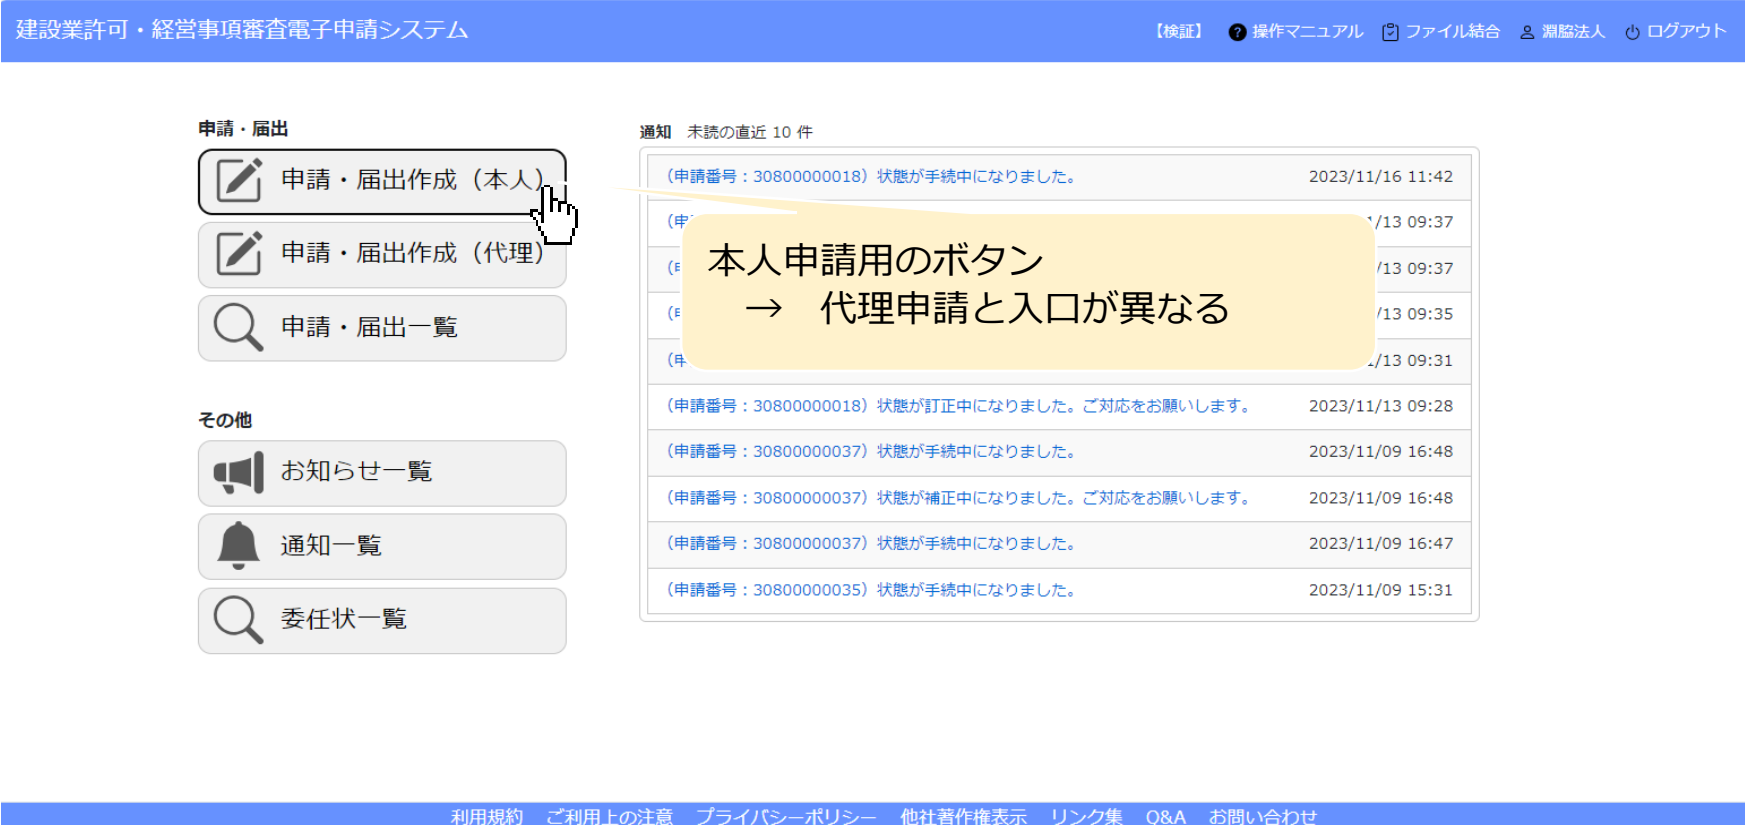 建設業許可・経営事項審査電子申請システム
【検証】 操作マニュアル ファイル結合 淵脇法人 ログアウト
申請・届出
申請・届出作成（本人）
申請・届出作成（代理）
申請・届出一覧
その他
お知らせ一覧
通知一覧
委任状一覧
通知 未読の直近 10 件
（申請番号：30800000018）状態が手続中になりました。 2023/11/16 11:42
（申 /13 09:37
（ /13 09:37
（ /13 09:35
（申 /13 09:31
本人申請用のボタン
→ 代理申請と入口が異なる
（申請番号：30800000018）状態が訂正中になりました。ご対応をお願いします。 2023/11/13 09:28
（申請番号：30800000037）状態が手続中になりました。 2023/11/09 16:48
（申請番号：30800000037）状態が補正中になりました。ご対応をお願いします。 2023/11/09 16:48
（申請番号：30800000037）状態が手続中になりました。 2023/11/09 16:47
（申請番号：30800000035）状態が手続中になりました。 2023/11/09 15:31
利用規約 ご利用上の注意 プライバシーポリシー 他社著作権表示 リンク集 Q&A お問い合わせ